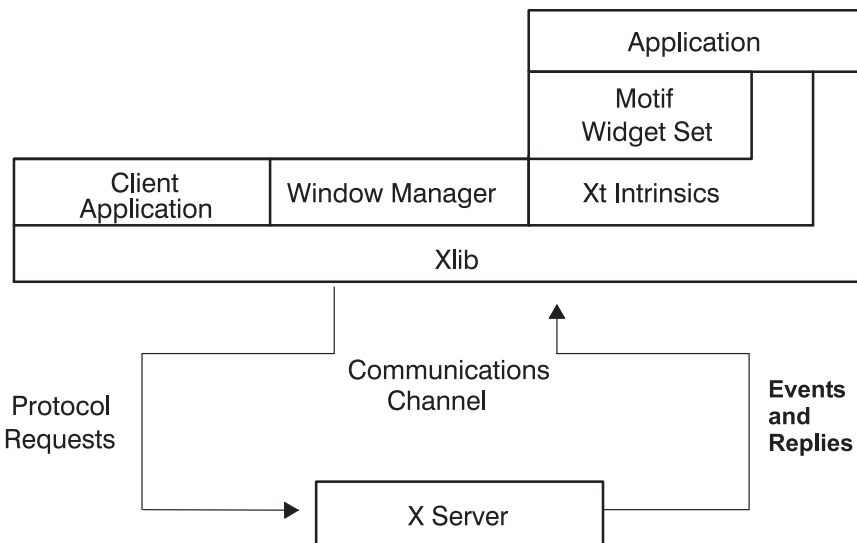 Application
Motif
Widget Set
Client
Application
Window Manager
Xt Intrinsics
Xlib
Communications
Channel
Protocol
Requests
Events
and
Replies
X Server